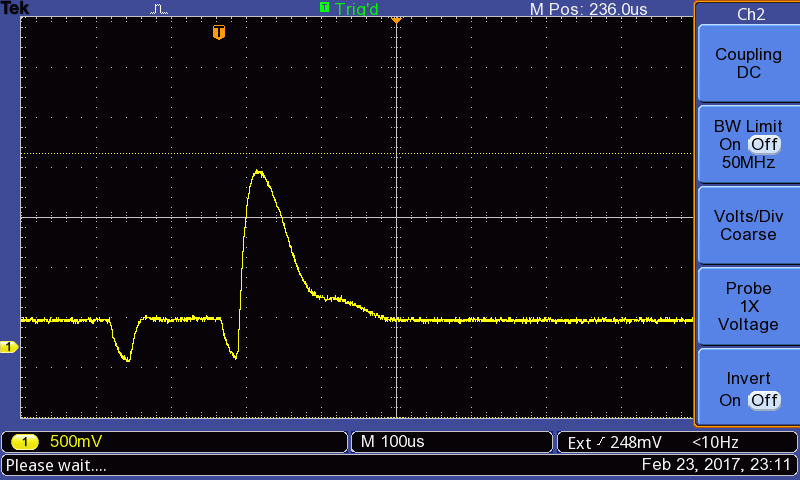 Tek
T Trig'd
M Pos: 236.0us
T
Ch2
Coupling
DC
BW Limit
On Off
50MHz
Volts/Div
Coarse
Probe
1X
Voltage
Invert
On Off
1
1 500mV
M 100us
Ext 248mV <10Hz
Please wait....
Feb 23, 2017, 23:11